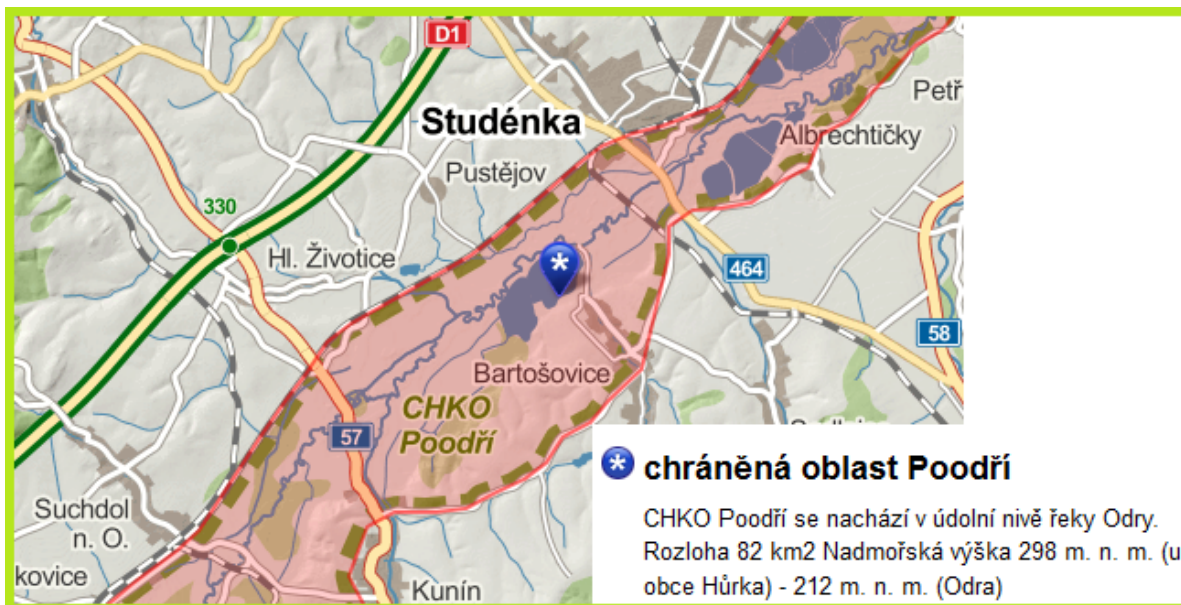 D1
Petř
Studénka
Albrechtičky
Pustějov
330
Hl. Životice
464
58
Bartošovice
CHKO
Poodří
57
chráněná oblast Poodří
Suchdol
n. O.
CHKO Poodří se nachází v údolní nivě řeky Odry.
Rozloha 82 km2 Nadmořská výška 298 m. n. m. (u
kovice
Kunín
obce Hůrka) - 212 m. n. m. (Odra)